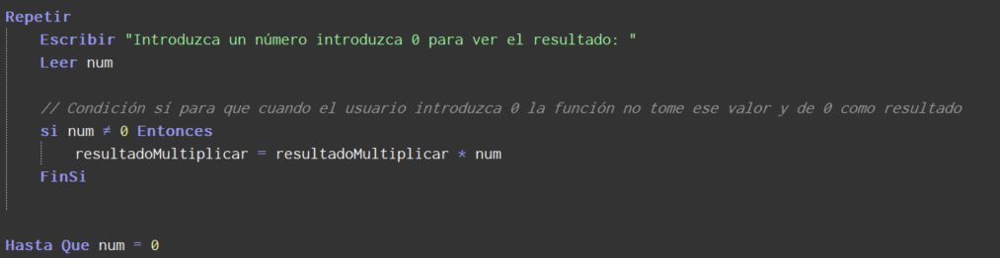 Repetir
Escribir "Introduzca un número introduzca 0 para ver el resultado: "
Leer num
// Condición sí para que cuando el usuario introduzca 0 la función no tome ese valor y de 0 como resultado
si num ≠ 0 Entonces
resultadoMultiplicar = resultadoMultiplicar * num
FinSi
Hasta Que num = 0